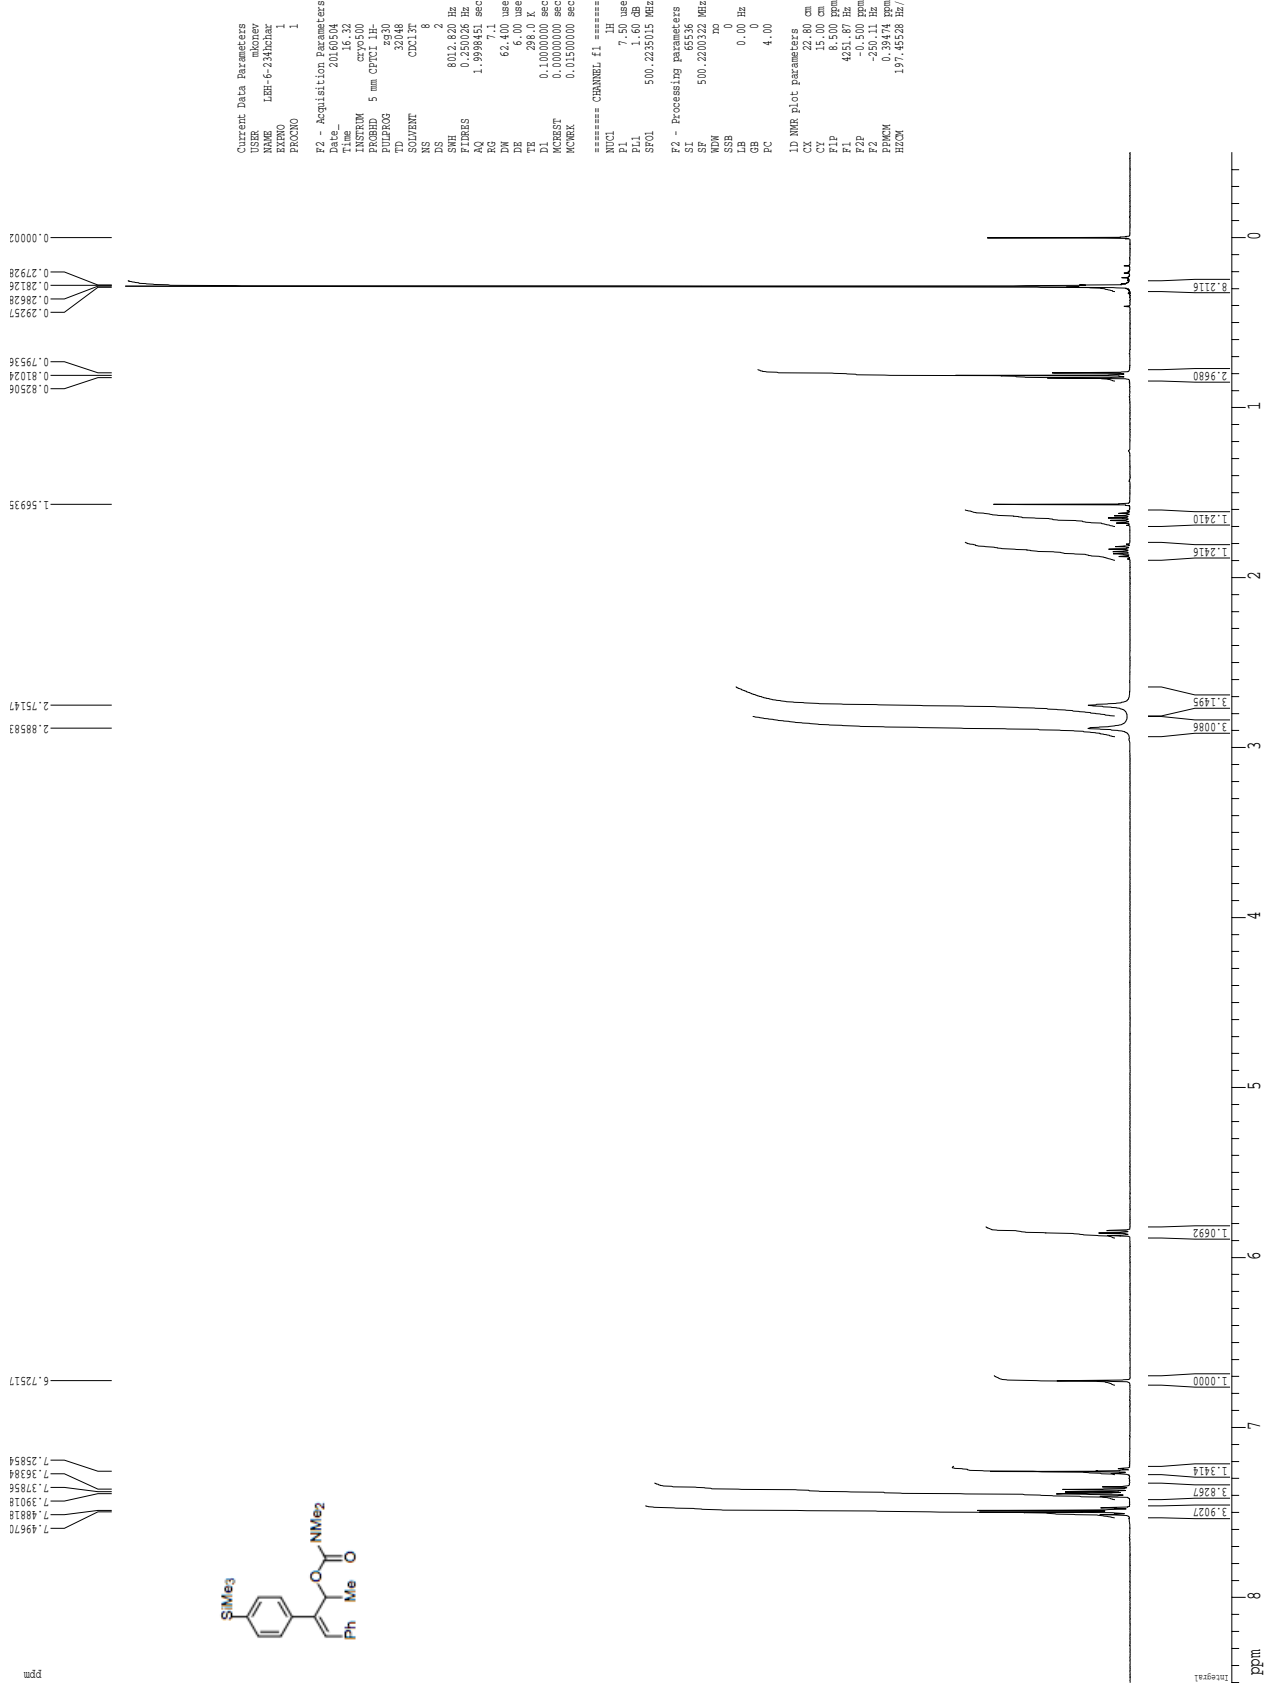 Current Data Parameters
USER mkonev
NAME LEH-6-234hchar
EXPNO 1
PROCNO 1
F2 - Acquisition Parameters
Date_ 20160504
Time 16.32
INSTRUM cryo500
PROBHD 5 mm CPTCI 1H-
PULPROG zg30
TD 32048
SOLVENT CDCl3T
NS 8
DS 2
SWH 8012.820 Hz
FIDRES 0.250026 Hz
AQ 1.9998451 sec
RG 7.1
DW 62.400 use
DE 6.00 use
TE 298.0 K
D1 0.10000000 sec
MCREST 0.00000000 sec
MCWRK 0.01500000 sec
======== CHANNEL f1 ========
NUC1 1H
P1 7.50 use
PL1 1.60 dB
SFO1 500.2235015 MHz
F2 - Processing parameters
SI 65536
SF 500.2200322 MHz
WDW no
SSB 0
LB 0.00 Hz
GB 0
PC 4.00
1D NMR plot parameters
CX 22.80 cm
CY 15.00 cm
F1P 8.500 ppm
F1 4251.87 Hz
F2P -0.500 ppm
F2 -250.11 Hz
PPMCM 0.39474 ppm
HZCM 197.45528 Hz/
ppm
7.49670
7.48818
7.39018
7.37856
7.36384
7.25854
6.72517
2.88583
2.75147
1.56935
0.82506
0.81024
0.79536
0.29257
0.28628
0.28126
0.27928
0.00002
SiMe3
O
NMe2
O
Me
Ph
Integral
3.9027
3.8267
1.3414
1.0000
1.0692
3.0086
3.1495
1.2416
1.2410
2.9680
8.2116
ppm
8
7
6
5
4
3
2
1
0